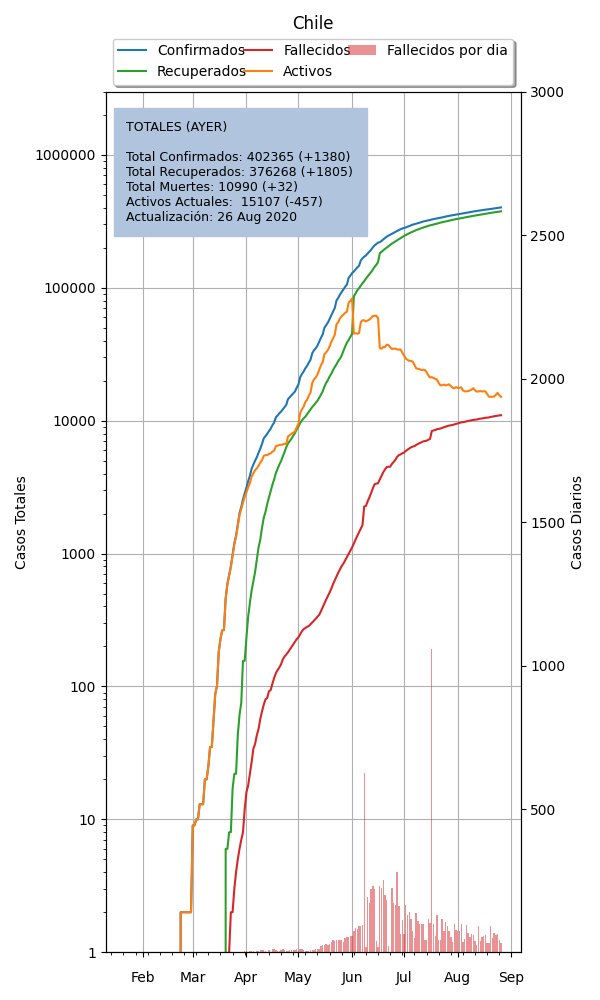 Chile
Confirmados Fallecidos Fallecidos por dia
Recuperados Activos
TOTALES (AYER)
Total Confirmados: 402365 (+1380)
Total Recuperados: 376268 (+1805)
Total Muertes: 10990 (+32)
Activos Actuales:  15107 (-457)
Actualización: 26 Aug 2020
Casos Totales
1000000
100000
10000
1000
100
10
1
3000
2500
2000
1500
1000
500
Casos Diarios
Feb Mar Apr May Jun Jul Aug Sep